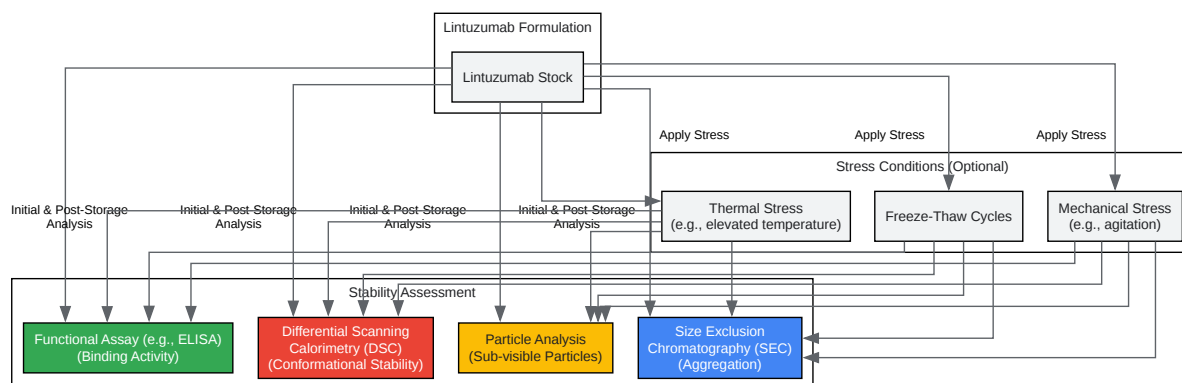 Lintuzumab Formulation
Lintuzumab Stock
Apply Stress
Apply Stress
Apply Stress
Stress Conditions (Optional)
Thermal Stress
(e.g., elevated temperature)
Freeze-Thaw Cycles
Mechanical Stress
(e.g., agitation)
Initial & Post-Storage
Analysis
Initial & Post-Storage
Analysis
Initial & Post-Storage
Analysis
Initial & Post-Storage
Analysis
Stability Assessment
Functional Assay (e.g., ELISA)
(Binding Activity)
Differential Scanning
Calorimetry (DSC)
(Conformational Stability)
Particle Analysis
(Sub-visible Particles)
Size Exclusion
Chromatography (SEC)
(Aggregation)